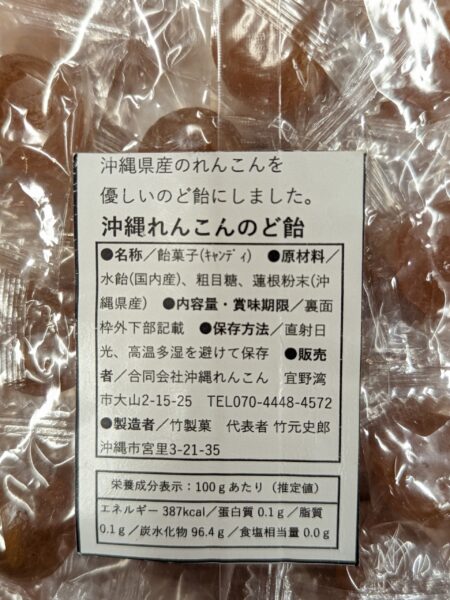 沖縄県産のれんこんを
優しいのど飴にしました。
沖縄れんこんのど飴
●名称／飴菓子(ｷｬﾝﾃﾞｨ)　●原材料／
水飴(国内産)、粗目糖、蓮根粉末(沖
縄県産)　●内容量・賞味期限／裏面
枠外下部記載　●保存方法／直射日
光、高温多湿を避けて保存　●販売
者／合同会社沖縄れんこん　宜野湾
市大山2-15-25　TEL070-4448-4572
●製造者／竹製菓　代表者 竹元史郎
沖縄市宮里3-21-35
栄養成分表示：100ｇあたり（推定値）
エネルギー 387kcal／蛋白質 0.1ｇ／脂質
0.1ｇ／炭水化物 96.4ｇ／食塩相当量 0.0ｇ